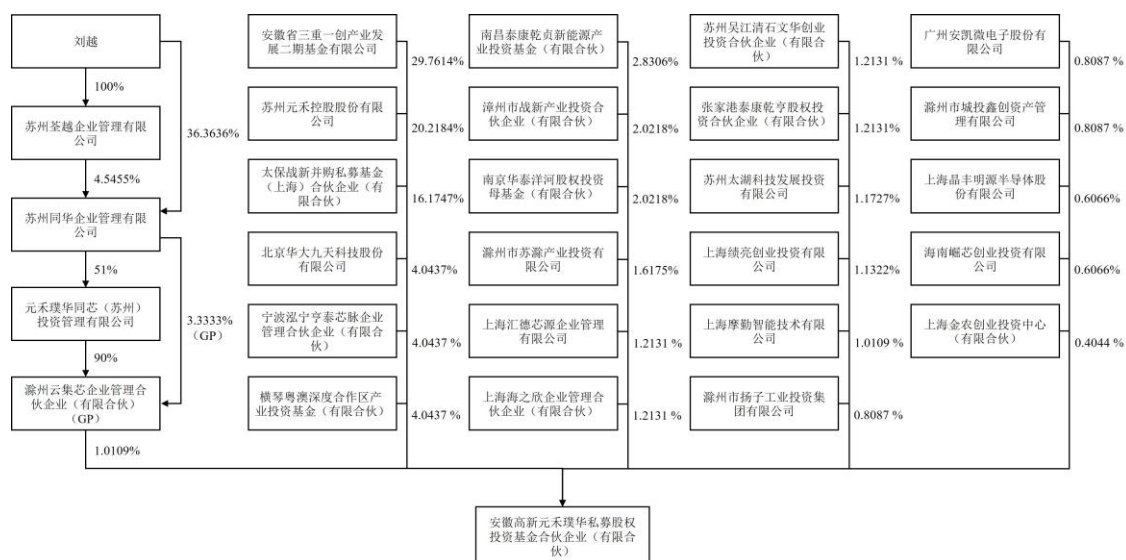 刘越
100%
36.3636%
苏州荃越企业管理有限
公司
4.5455%
苏州同华企业管理有限
公司
51%
3.3333%
（GP）
元禾璞华同芯（苏州）
投资管理有限公司
90%
滁州云集芯企业管理合
伙企业（有限合伙）
（GP）
1.0109%
安徽省三重一创产业发
展二期基金有限公司
29.7614%
苏州元禾控股股份有限
公司
20.2184%
太保战新并购私募基金
（上海）合伙企业（有
限合伙）
16.1747%
北京华大九天科技股份
有限公司
4.0437%
宁波泓宁亨泰芯脉企业
管理合伙企业（有限合
伙）
4.0437 %
横琴粤澳深度合作区产
业投资基金（有限合伙）
4.0437 %
南昌泰康乾贞新能源产
业投资基金（有限合伙）
2.8306%
漳州市战新产业投资合
伙企业（有限合伙）
2.0218%
南京华泰洋河股权投资
母基金（有限合伙）
2.0218%
滁州市苏滁产业投资有
限公司
1.6175%
上海汇德芯源企业管理
有限公司
1.2131 %
上海海之欣企业管理合
伙企业（有限合伙）
1.2131 %
苏州吴江清石文华创业
投资合伙企业（有限合
伙）
1.2131 %
张家港泰康乾亨股权投
资合伙企业（有限合伙）
1.2131%
苏州太湖科技发展投资有
限公司
1.1727%
上海绩亮创业投资有限
公司
1.1322%
上海摩勤智能技术有限
公司
1.0109 %
滁州市扬子工业投资集
团有限公司
0.8087 %
广州安凯微电子股份有
限公司
0.8087%
滁州市城投鑫创资产管
理有限公司
0.8087 %
上海晶丰明源半导体股
份有限公司
0.6066%
海南崛芯创业投资有限
公司
0.6066%
上海金农创业投资中心
（有限合伙）
0.4044 %
安徽高新元禾璞华私募股权
投资基金合伙企业（有限合
伙）